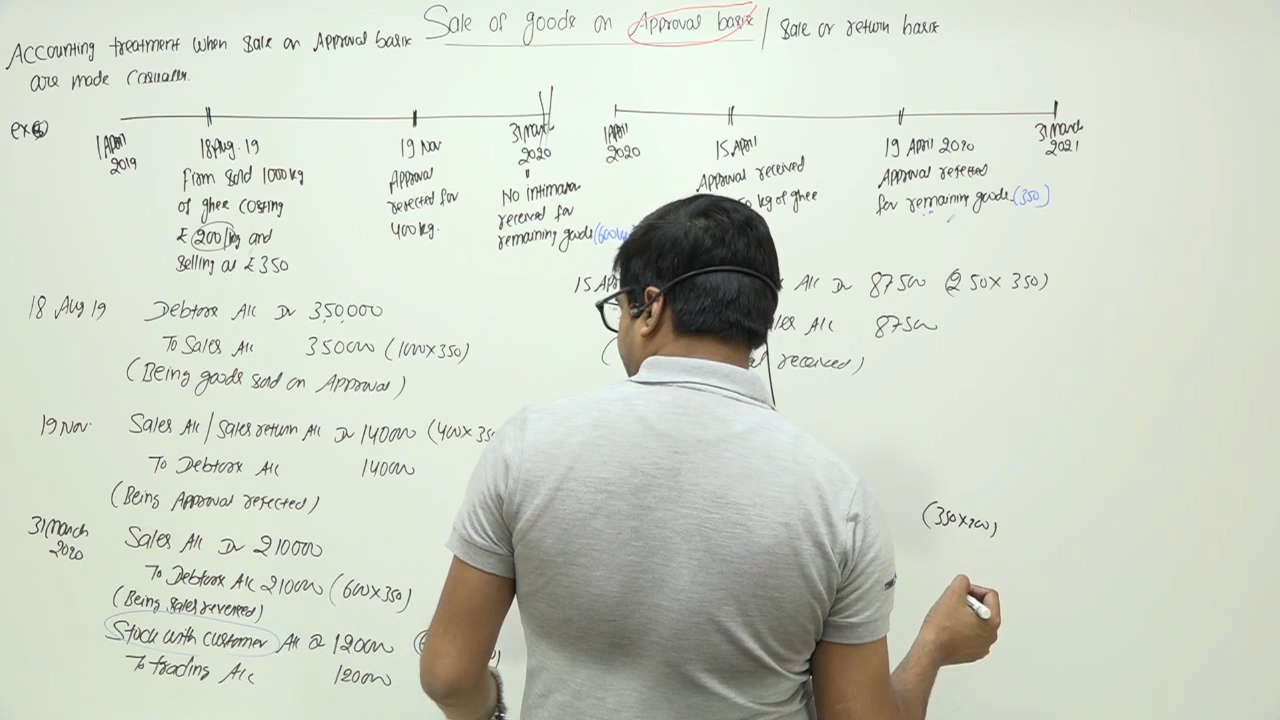 Sale of goods on Approval basis / Sale or return basis
Accounting treatment when sale on Approval basis
are made casually.
ex
1 April 2019
18 Aug. 19
Firm sold 1000 kg
of ghee costing
₤ 200/kg and
Selling at ₤ 350
19 Nov
Approval
rejected for
400 kg.
31 March
2020
No intimation
received for
remaining goods (600kg
1 April
2020
15 April
Approval received
kg of ghee
19 April 2020
Approval rejected
for remaining goods. (350)
31 March
2021
18 Aug 19 Debtors A/c Dr 350,000
To Sales A/c 350000 (1000 x 350)
(Being goods sold on Approval)
19 Nov. Sales A/c / Sales return A/c Dr 140000 (400 x 350
To Debtors A/c 140000
(Being Approval rejected)
31 March
2020
Sales A/c Dr 210000
To Debtors A/c 210000 (600 x 350)
(Being sales reversed)
Stock with customer A/c 120000
To trading A/c 120000
15 Apr A/c Dr 87500 (250 x 350)
A/c 87500
received)
(350 x 200)